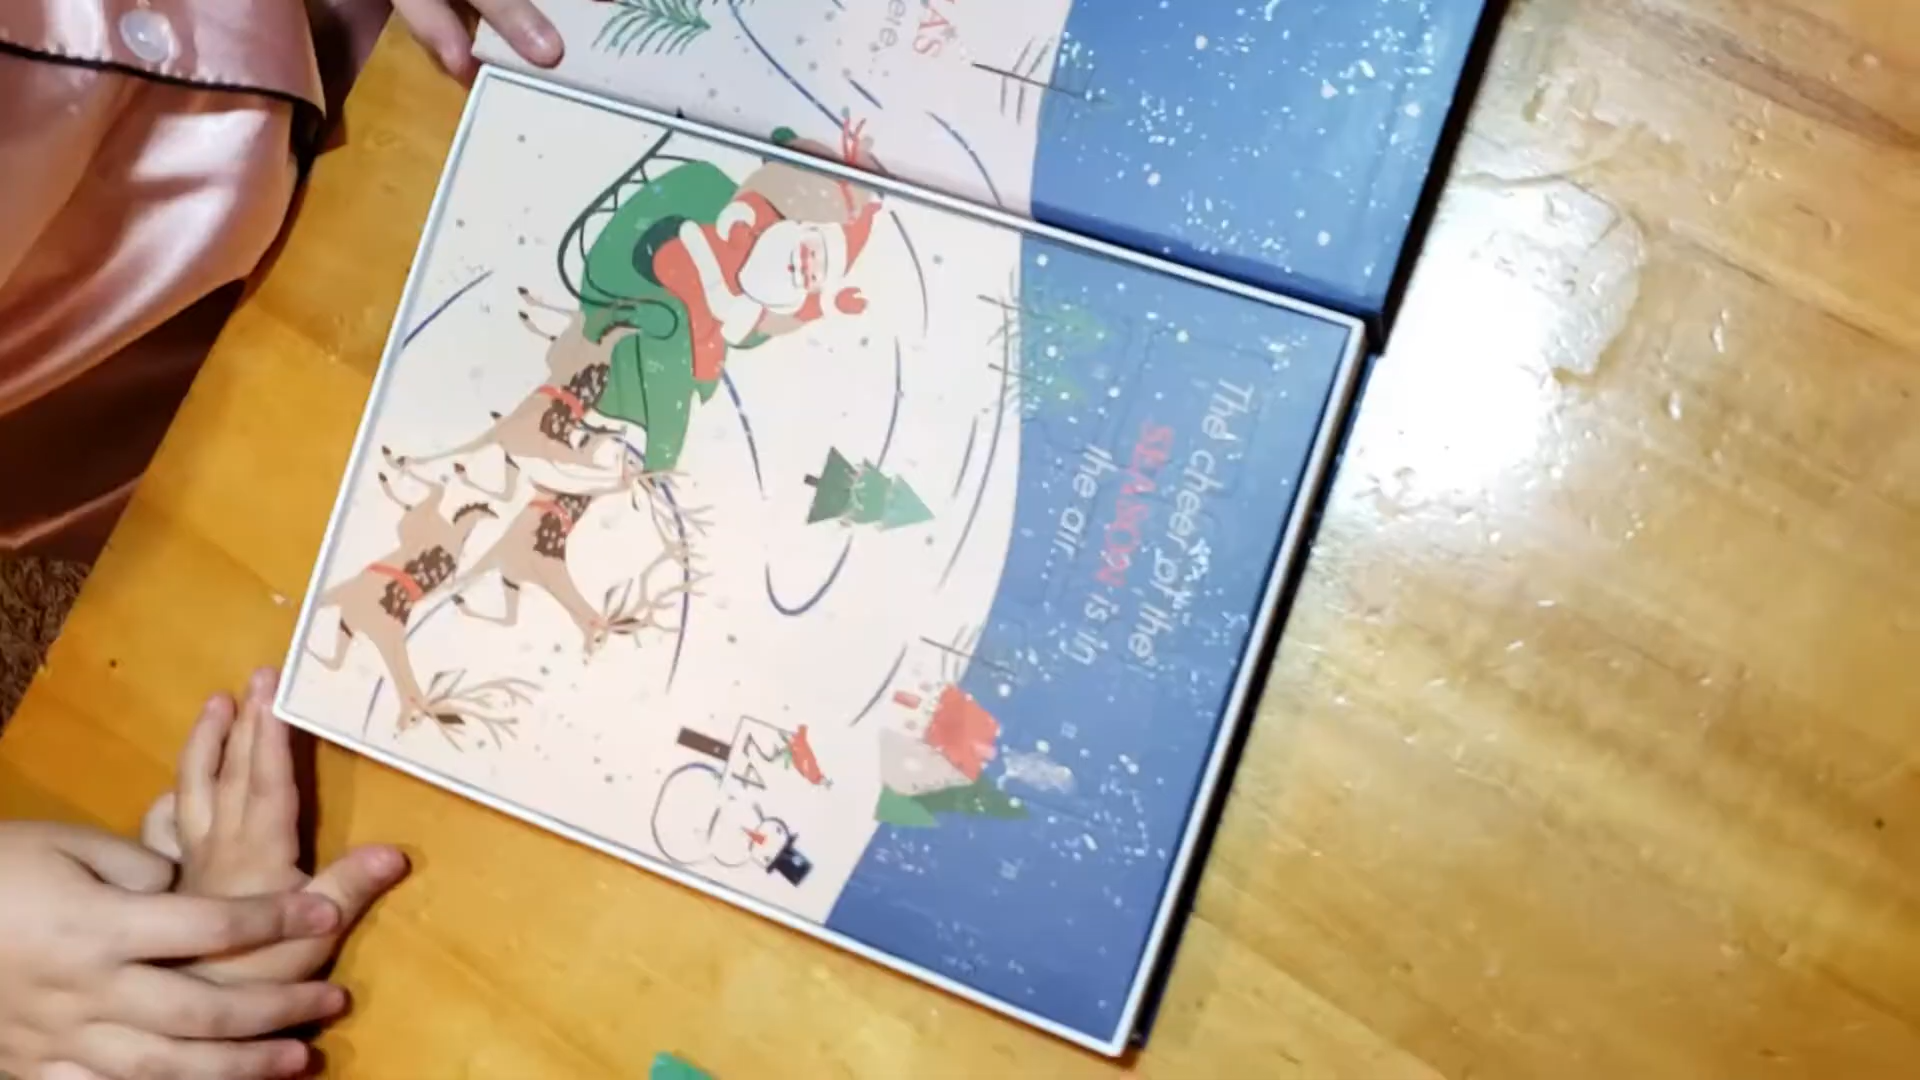 The cheer of the
SEASON is in
the air...
24